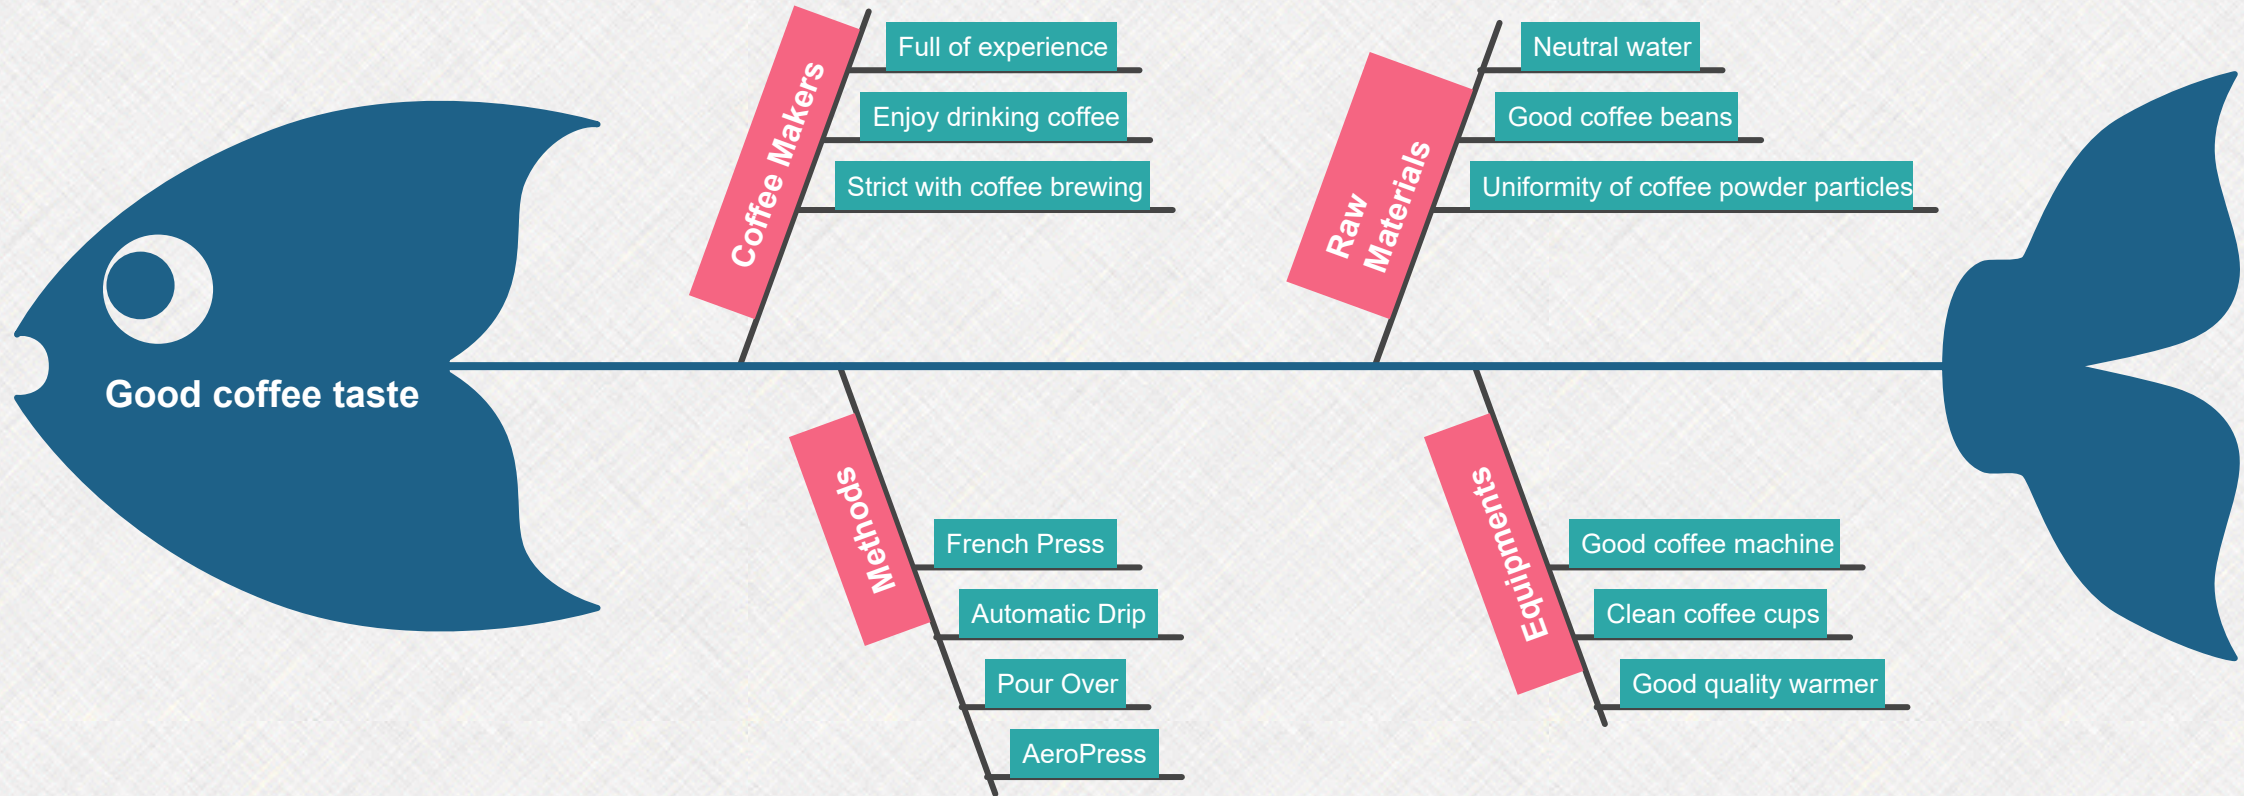 Good coffee taste
Coffee Makers
Full of experience
Enjoy drinking coffee
Strict with coffee brewing
Raw
Materials
Neutral water
Good coffee beans
Uniformity of coffee powder particles
Methods
French Press
Automatic Drip
Pour Over
AeroPress
Equipments
Good coffee machine
Clean coffee cups
Good quality warmer